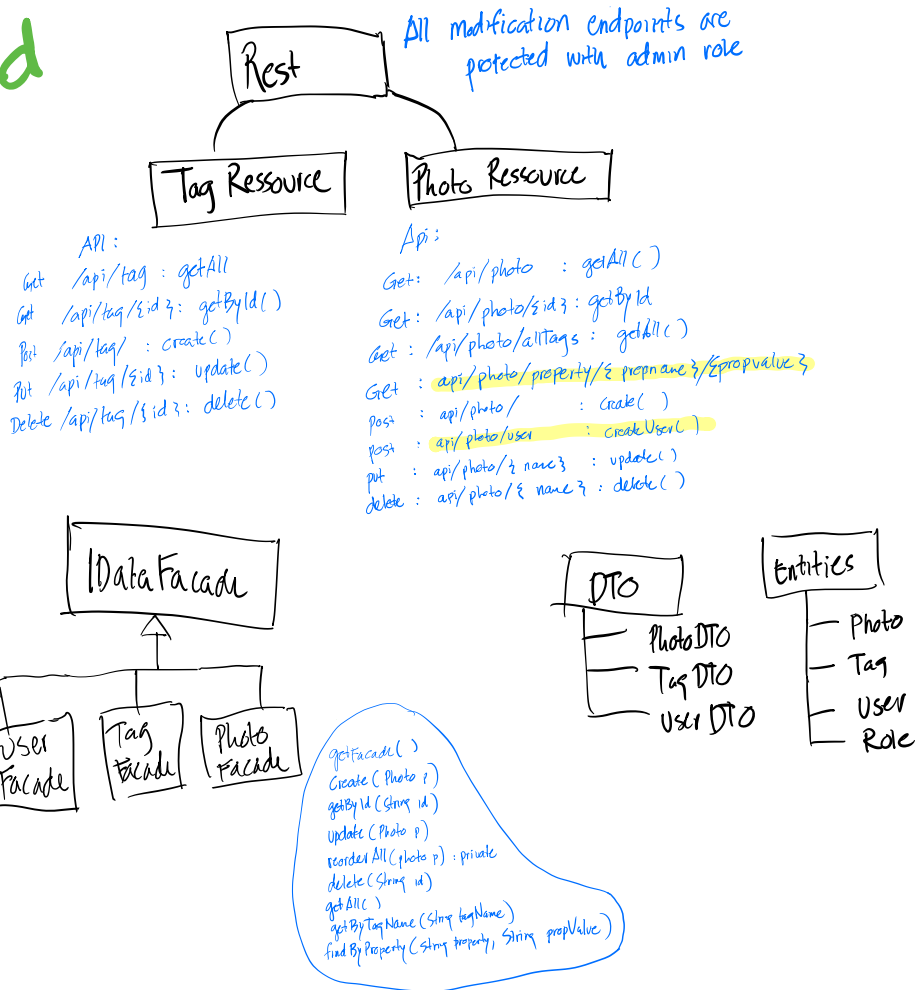 d
All modification endpoints are
protected with admin role
Rest
Tag Ressource
Photo Ressource
API :
Get /api/tag : getAll
Get /api/tag/{id} : getById()
Post /api/tag/ : create()
Put /api/tag/{id} : update()
Delete /api/tag/{id} : delete()
Api :
Get : /api/photo : getAll()
Get : /api/photo/{id} : getById
Get : /api/photo/allTags : getAll()
Get : api/photo/property/{propname}/{propvalue}
post : api/photo/ : Create()
post : api/photo/user : createUser()
put : api/photo/{name} : update()
delete : api/photo/{name} : delete()
IDataFacade
User
Facade
Tag
Facade
Photo
Facade
getFacade()
Create(Photo p)
getById(String id)
update(Photo p)
reorderAll(photo p) : private
delete(String id)
getAll()
getByTagName(String tagName)
findByProperty(String property, String propValue)
DTO
PhotoDTO
TagDTO
UserDTO
Entities
Photo
Tag
User
Role